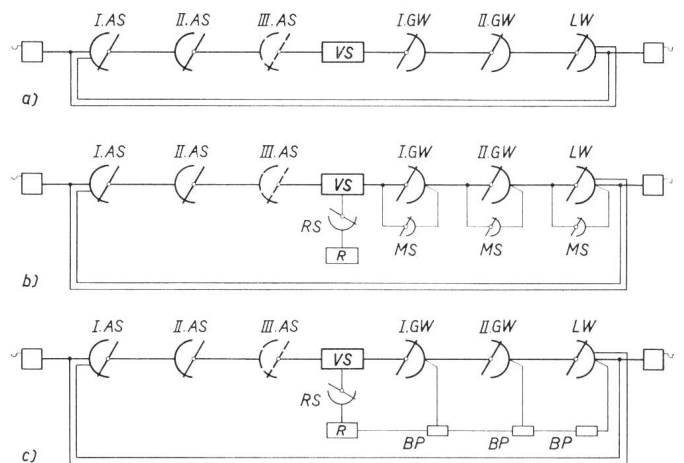 I.AS II.AS III.AS VS I.GW II.GW LW
a)
I.AS II.AS III.AS VS I.GW II.GW LW
RS MS MS MS
R
b)
I.AS II.AS III.AS VS I.GW II.GW LW
RS
R BP BP BP
c)